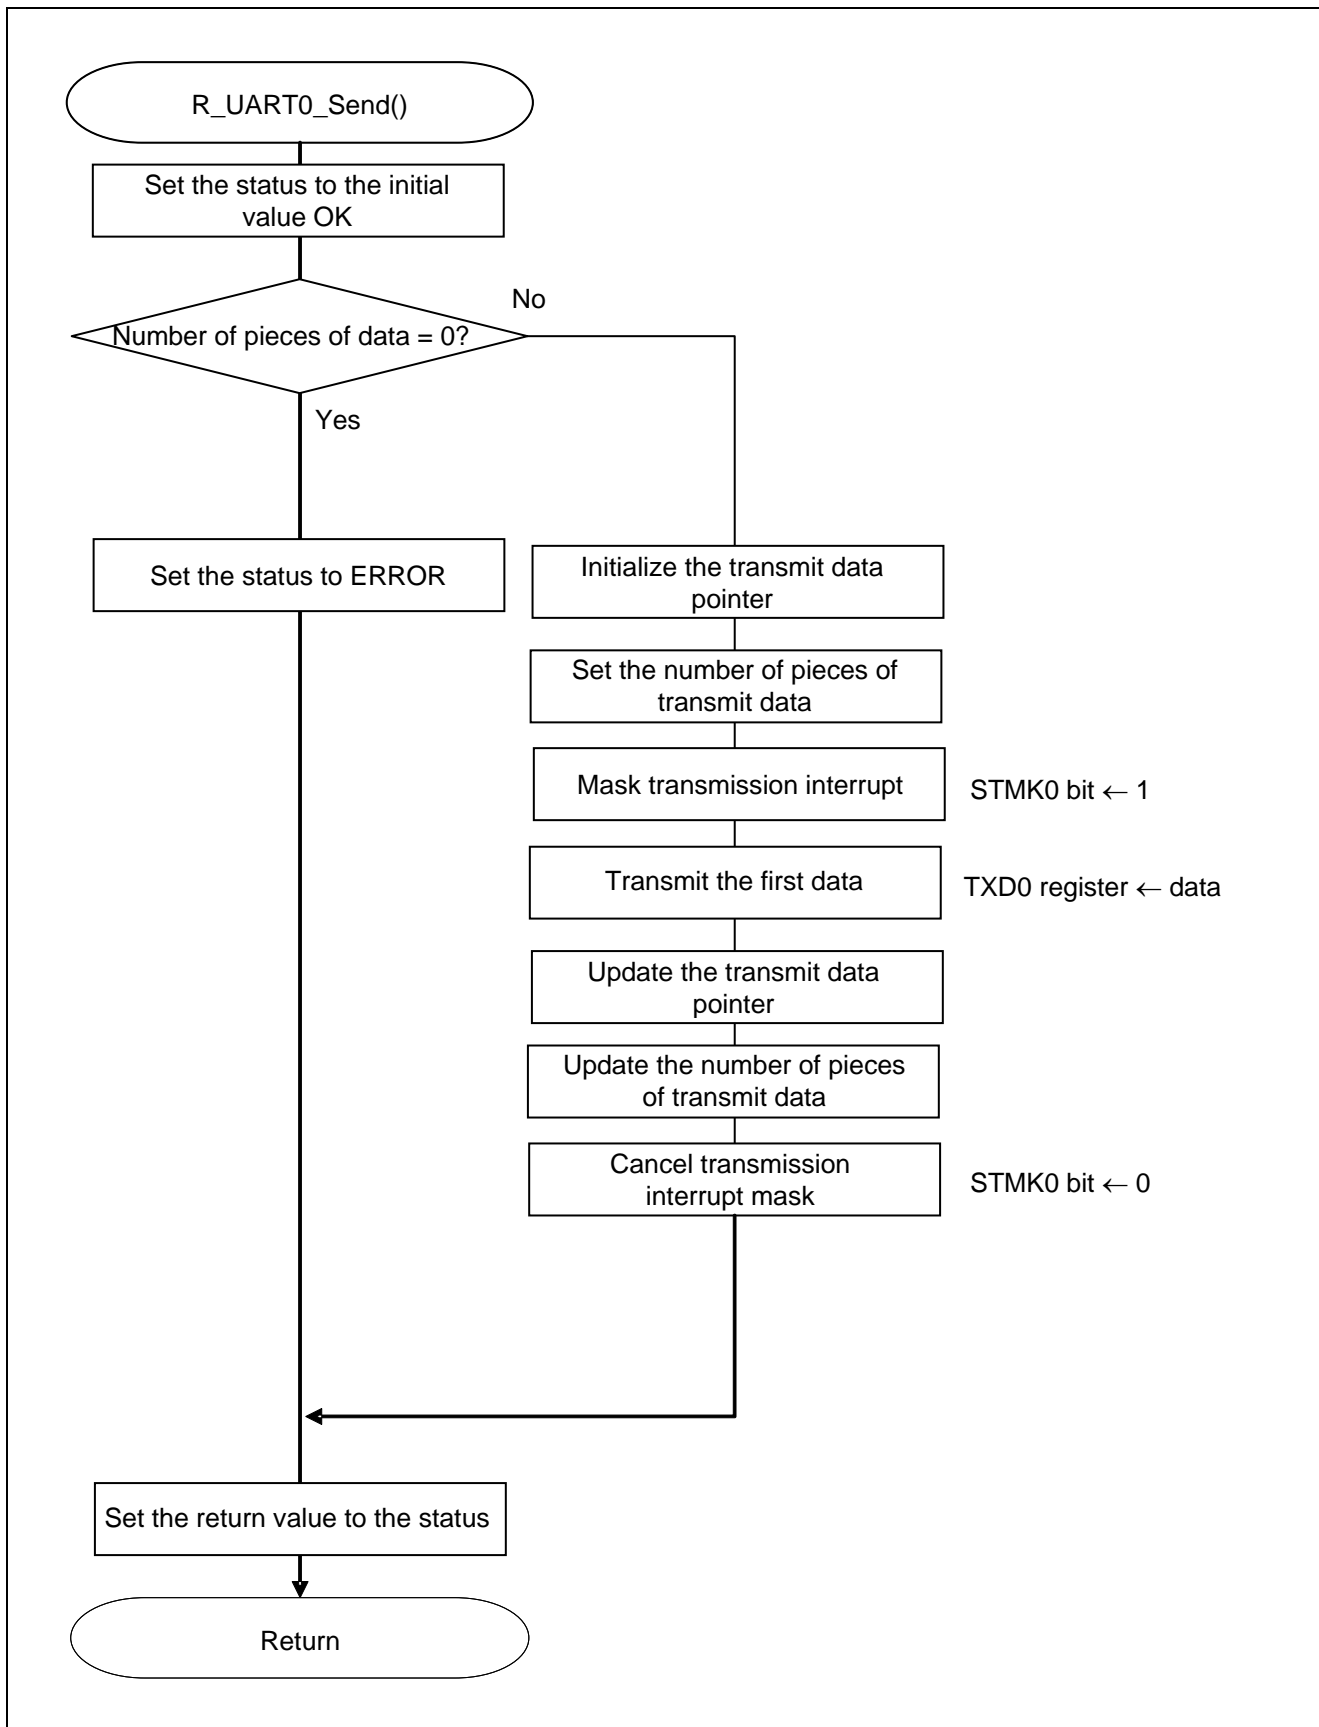 R_UART0_Send()
Set the status to the initial
value OK
No
Number of pieces of data = 0?
Yes
Set the status to ERROR
Initialize the transmit data
pointer
Set the number of pieces of
transmit data
Mask transmission interrupt
STMK0 bit ← 1
Transmit the first data
TXD0 register ← data
Update the transmit data
pointer
Update the number of pieces
of transmit data
Cancel transmission
interrupt mask
STMK0 bit ← 0
Set the return value to the status
Return